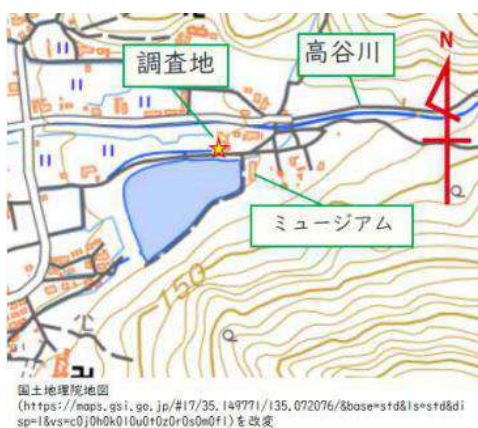 調査地
高谷川
N
ミュージアム
150
国土地理院地図
(https://maps.gsi.go.jp/#17/35.149771/135.072076/&base=std&ls=std&di
sp=1&vs=c0j0h0k0l0u0t0z0r0s0m0f1)を改変